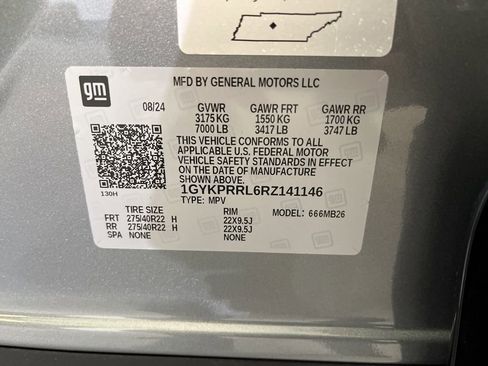 gm
MFD BY GENERAL MOTORS LLC
08/24 GVWR GAWR FRT GAWR RR
3175 KG 1550 KG 1700 KG
7000 LB 3417 LB 3747 LB
THIS VEHICLE CONFORMS TO ALL
APPLICABLE U.S. FEDERAL MOTOR
VEHICLE SAFETY STANDARDS IN EFFECT
ON THE DATE OF MANUFACTURE
SHOWN ABOVE.
1GYKPRRL6RZ141146
130H
TYPE: MPV
TIRE SIZE RIM MODEL: 666MB26
FRT 275/40R22 H 22X9.5J
RR 275/40R22 H 22X9.5J
SPA NONE NONE